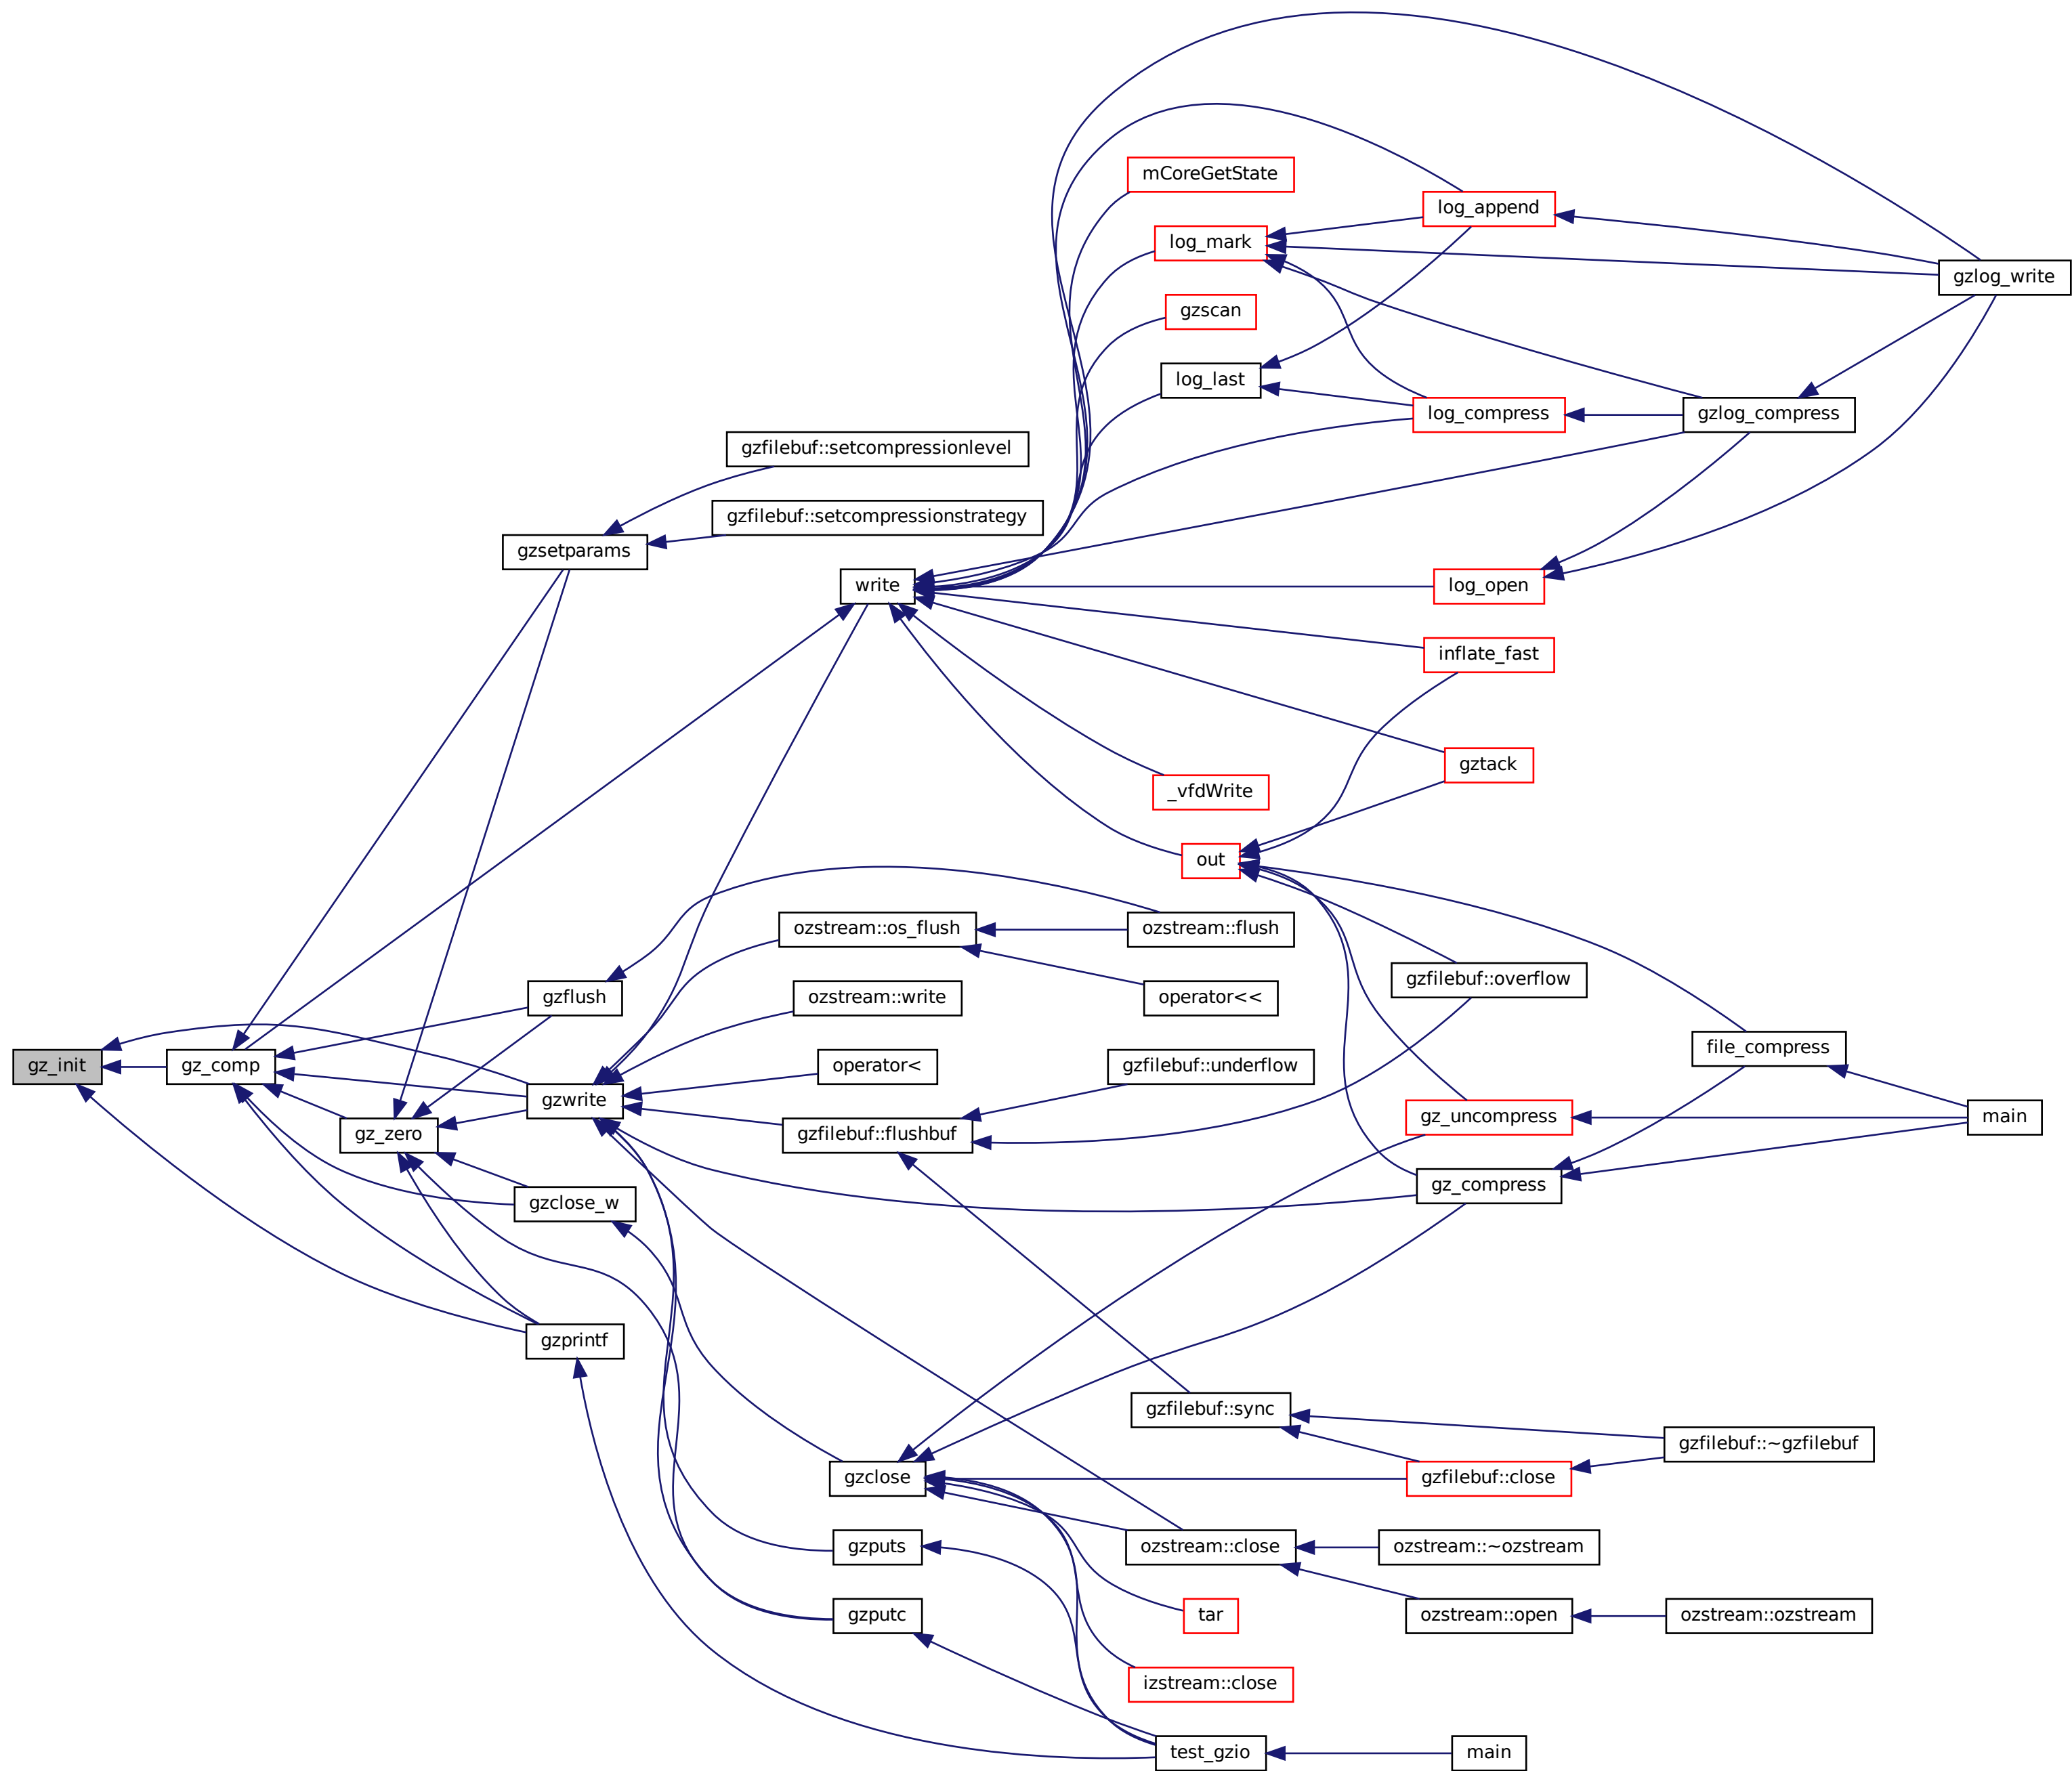 mCoreGetState
log_append
log_mark
gzlog_write
gzscan
log_last
log_compress
gzlog_compress
gzfilebuf::setcompressionlevel
gzfilebuf::setcompressionstrategy
gzsetparams
write
log_open
inflate_fast
gztack
_vfdWrite
out
ozstream::os_flush
ozstream::flush
gzfilebuf::overflow
gzflush
ozstream::write
operator<<
file_compress
gz_init
gz_comp
operator<
gzfilebuf::underflow
gzwrite
gz_uncompress
main
gz_zero
gzfilebuf::flushbuf
gz_compress
gzclose_w
gzprintf
gzfilebuf::sync
gzfilebuf::~gzfilebuf
gzclose
gzfilebuf::close
gzputs
ozstream::close
ozstream::~ozstream
gzputc
tar
ozstream::open
ozstream::ozstream
izstream::close
test_gzio
main